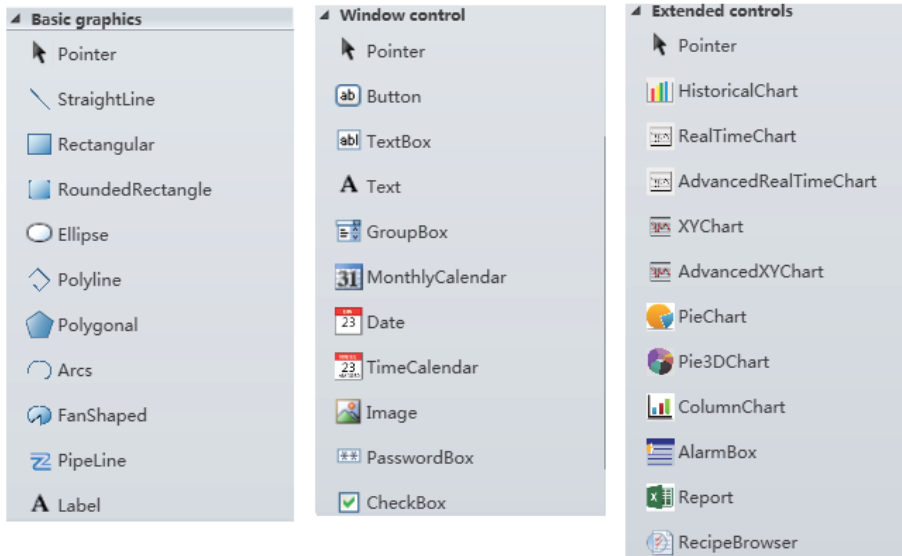 Basic graphics
Pointer
StraightLine
Rectangular
RoundedRectangle
Ellipse
Polyline
Polygonal
Arcs
FanShaped
PipeLine
A Label
Window control
Pointer
ab Button
abl TextBox
A Text
GroupBox
31 MonthlyCalendar
23 Date
23 TimeCalendar
Image
** PasswordBox
CheckBox
Extended controls
Pointer
HistoricalChart
RealTimeChart
AdvancedRealTimeChart
XYChart
AdvancedXYChart
PieChart
Pie3DChart
ColumnChart
AlarmBox
Report
RecipeBrowser